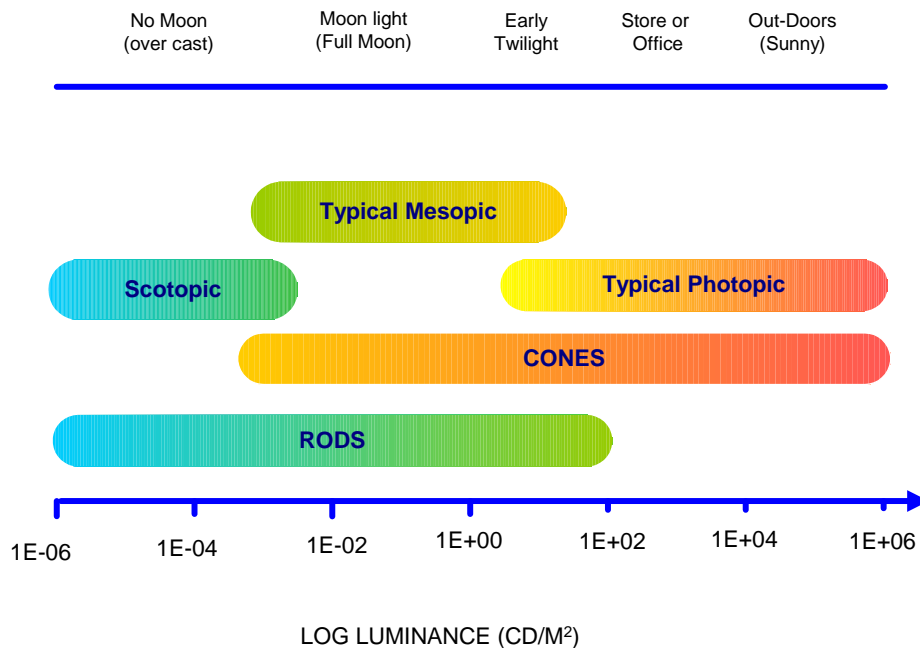 No Moon
(over cast)
Moon light
(Full Moon)
Early
Twilight
Store or
Office
Out-Doors
(Sunny)
Typical Mesopic
Scotopic
Typical Photopic
CONES
RODS
1E-06
1E-04
1E-02
1E+00
1E+02
1E+04
1E+06
LOG LUMINANCE (CD/M²)